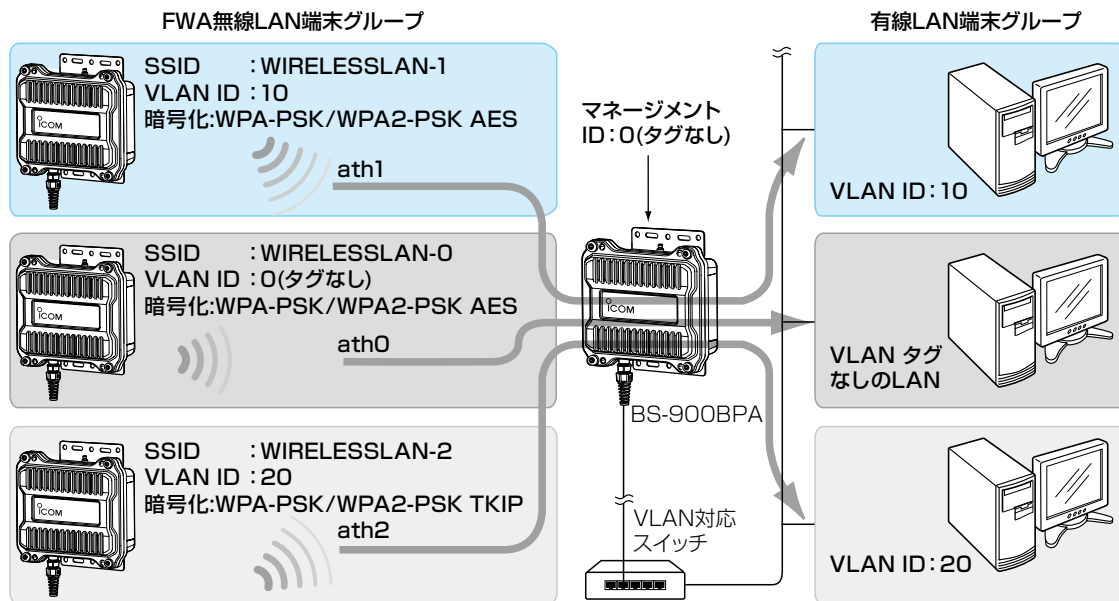 FWA無線LAN端末グループ
有線LAN端末グループ
SSID :WIRELESSLAN-1
VLAN ID :10
暗号化:WPA-PSK/WPA2-PSK AES
ath1
ICOM
マネージメント
ID:0(タグなし)
VLAN ID:10
SSID :WIRELESSLAN-0
VLAN ID :0(タグなし)
暗号化:WPA-PSK/WPA2-PSK AES
ath0
ICOM
ICOM
BS-900BPA
VLAN タグ
なしのLAN
SSID :WIRELESSLAN-2
VLAN ID :20
暗号化:WPA-PSK/WPA2-PSK TKIP
ath2
ICOM
VLAN対応
スイッチ
VLAN ID:20